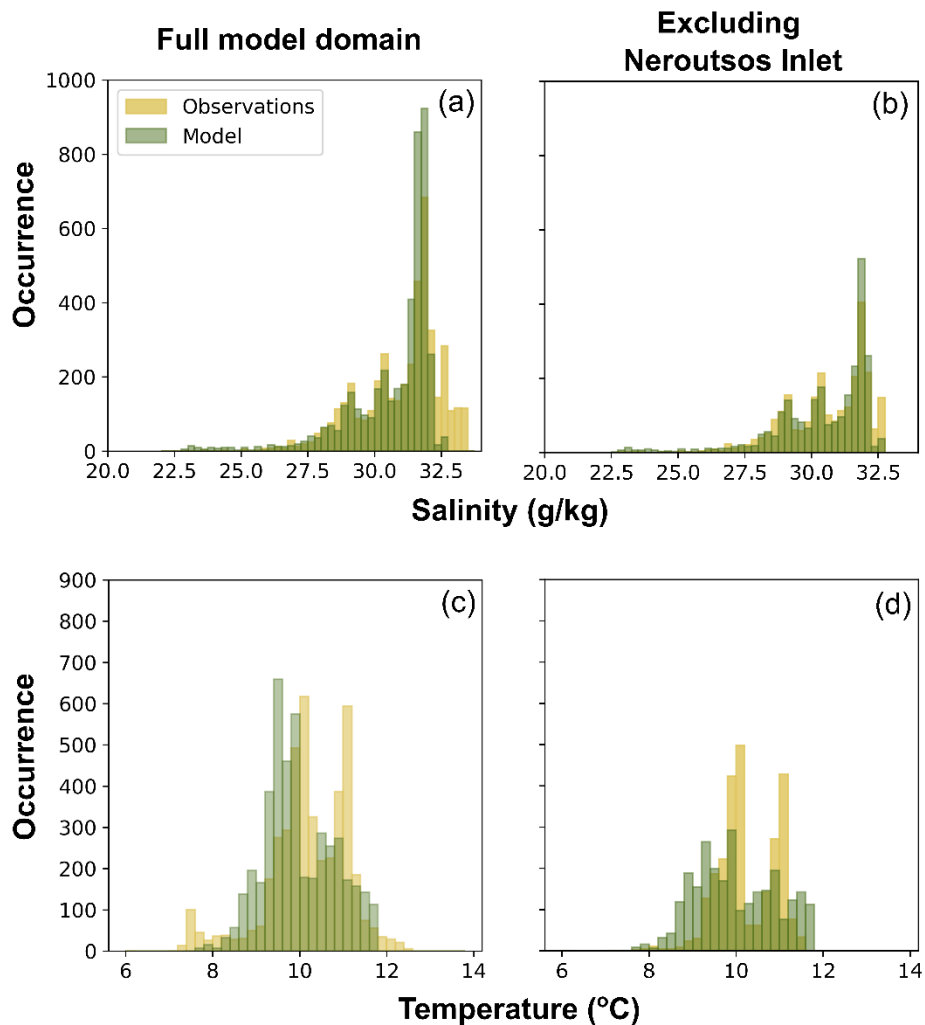 Full model domain
Excluding
Neroutsos Inlet
1000
800
600
400
200
0
Occurrence
Observations
Model
(a)
(b)
20.0 22.5 25.0 27.5 30.0 32.5
20.0 22.5 25.0 27.5 30.0 32.5
Salinity (g/kg)
900
800
700
600
500
400
300
200
100
0
Occurrence
(c)
(d)
6 8 10 12 14
6 8 10 12 14
Temperature (°C)